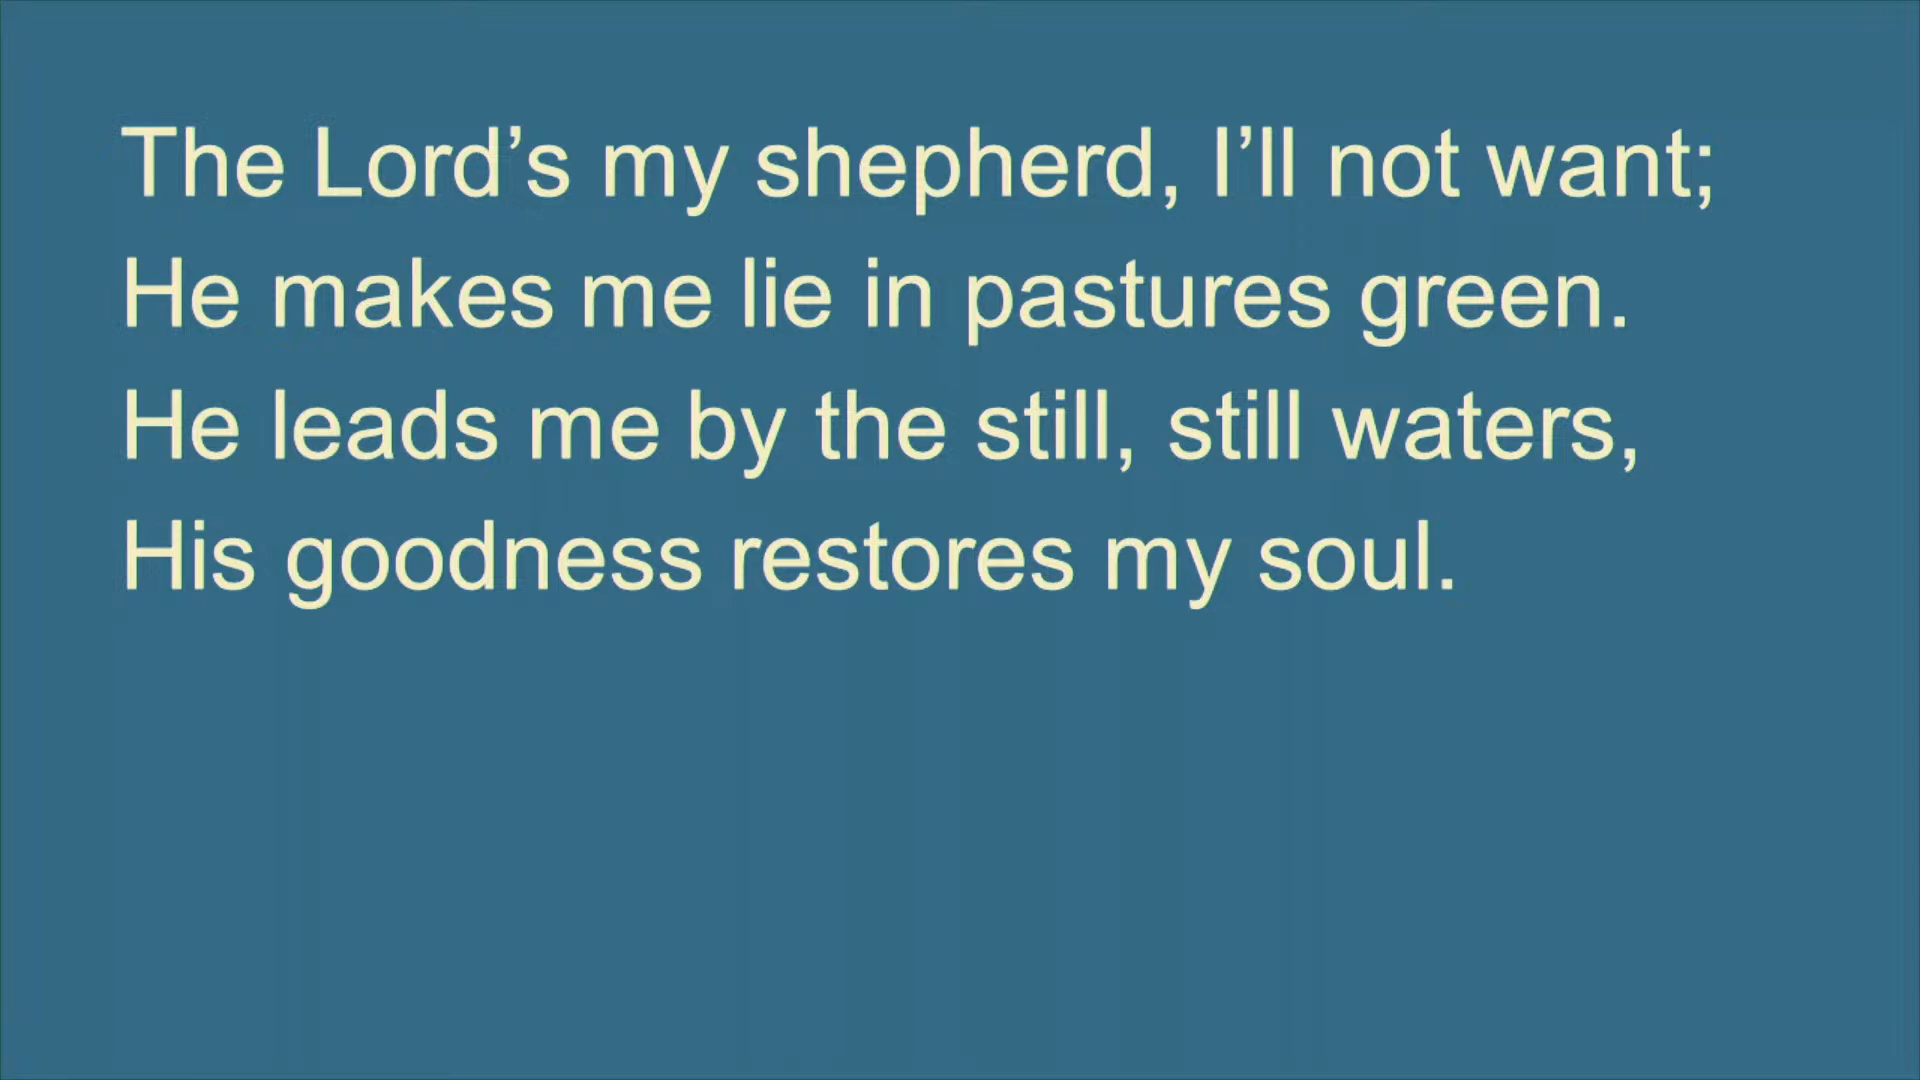 The Lord’s my shepherd, I’ll not want;
He makes me lie in pastures green.
He leads me by the still, still waters,
His goodness restores my soul.